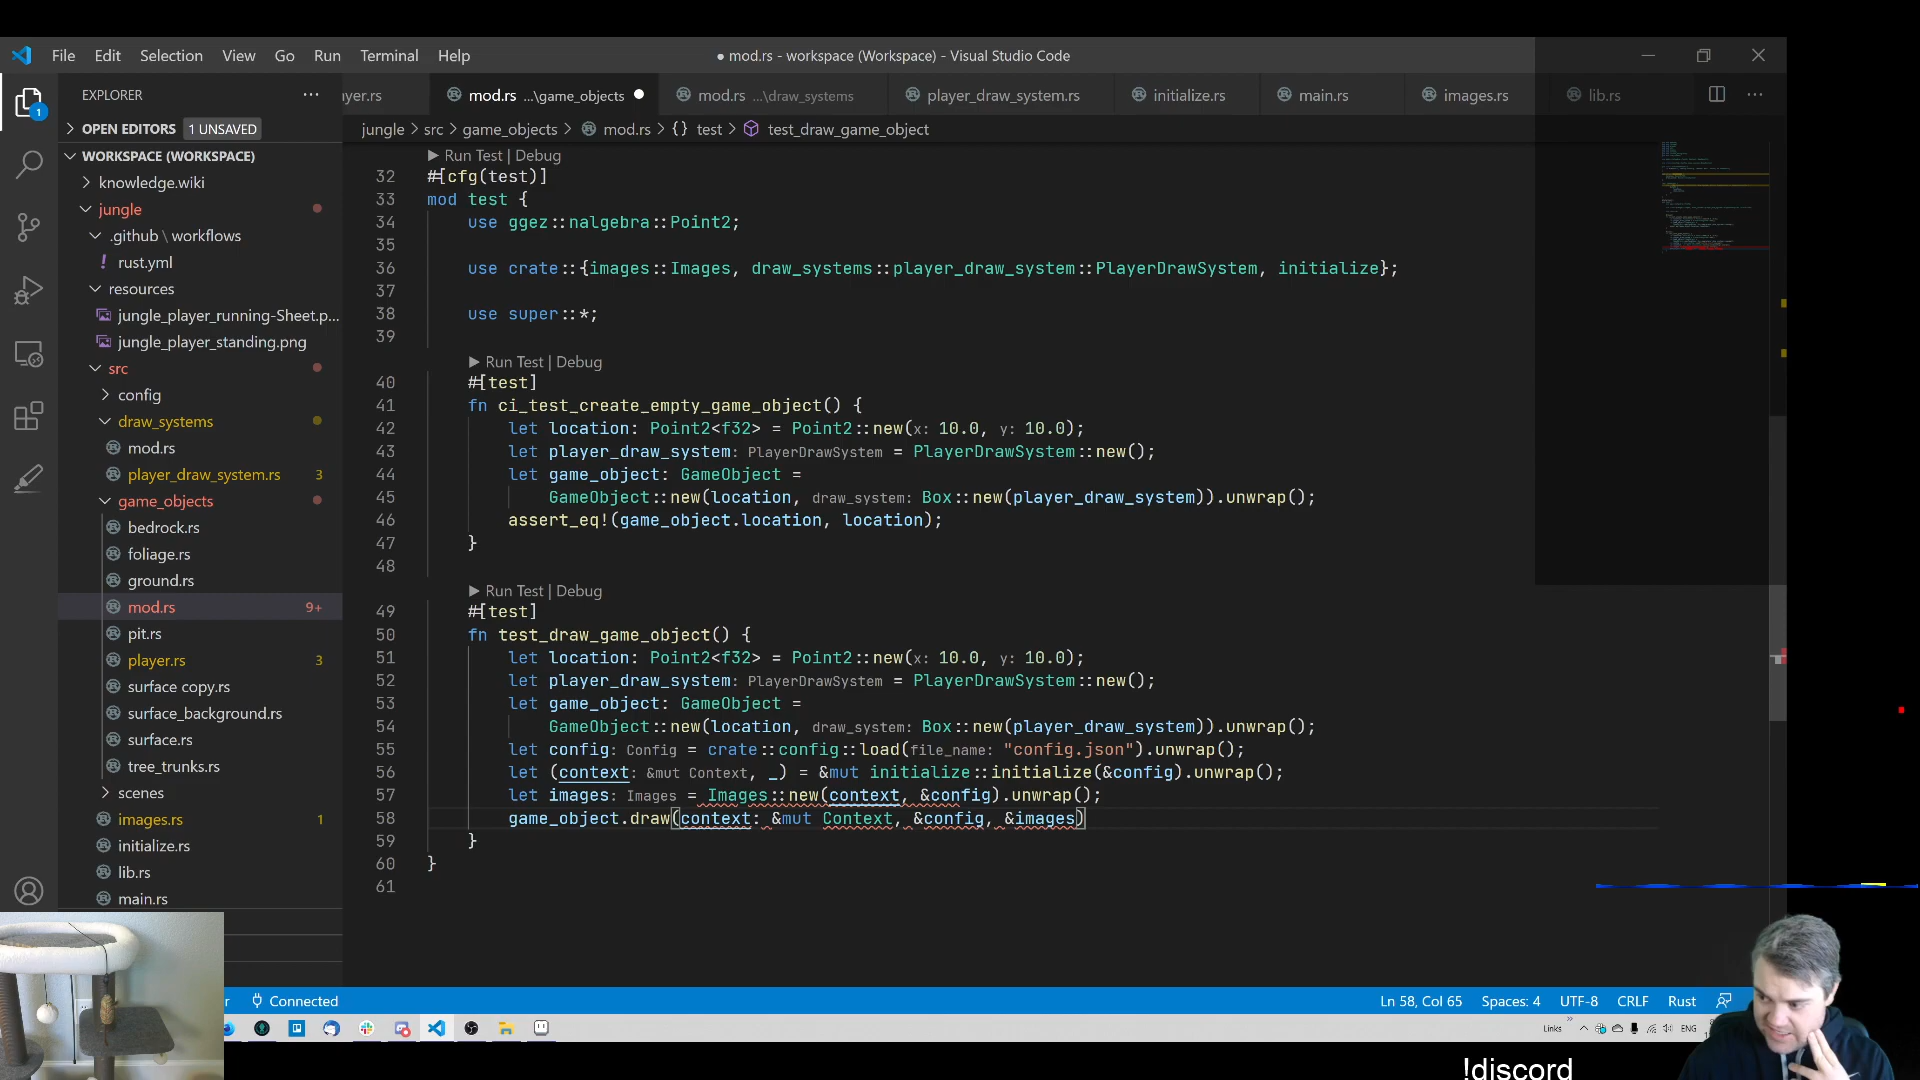 File Edit Selection View Go Run Terminal Help
● mod.rs - workspace (Workspace) - Visual Studio Code
EXPLORER
yer.rs mod.rs ...\game_objects mod.rs ...\draw_systems player_draw_system.rs initialize.rs main.rs images.rs lib.rs
OPEN EDITORS 1 UNSAVED
jungle > src > game_objects > mod.rs > {} test > test_draw_game_object
WORKSPACE (WORKSPACE)
knowledge.wiki
jungle
.github \ workflows
rust.yml
resources
jungle_player_running-Sheet.p...
jungle_player_standing.png
src
config
draw_systems
mod.rs
player_draw_system.rs 3
game_objects
bedrock.rs
foliage.rs
ground.rs
mod.rs 9+
pit.rs
player.rs 3
surface copy.rs
surface_background.rs
surface.rs
tree_trunks.rs
scenes
images.rs 1
initialize.rs
lib.rs
main.rs
1
▶ Run Test | Debug
32 #[cfg(test)]
33 mod test {
34 use ggez::nalgebra::Point2;
35
36 use crate::{images::Images, draw_systems::player_draw_system::PlayerDrawSystem, initialize};
37
38 use super::*;
39
▶ Run Test | Debug
40 #[test]
41 fn ci_test_create_empty_game_object() {
42 let location: Point2<f32> = Point2::new(x: 10.0, y: 10.0);
43 let player_draw_system: PlayerDrawSystem = PlayerDrawSystem::new();
44 let game_object: GameObject =
45 GameObject::new(location, draw_system: Box::new(player_draw_system)).unwrap();
46 assert_eq!(game_object.location, location);
47 }
48
▶ Run Test | Debug
49 #[test]
50 fn test_draw_game_object() {
51 let location: Point2<f32> = Point2::new(x: 10.0, y: 10.0);
52 let player_draw_system: PlayerDrawSystem = PlayerDrawSystem::new();
53 let game_object: GameObject =
54 GameObject::new(location, draw_system: Box::new(player_draw_system)).unwrap();
55 let config: Config = crate::config::load(file_name: "config.json").unwrap();
56 let (context: &mut Context, _) = &mut initialize::initialize(&config).unwrap();
57 let images: Images = Images::new(context, &config).unwrap();
58 game_object.draw(context: &mut Context, &config, &images)
59 }
60 }
61
r Connected
Ln 58, Col 65 Spaces: 4 UTF-8 CRLF Rust
Links ENG
!discord